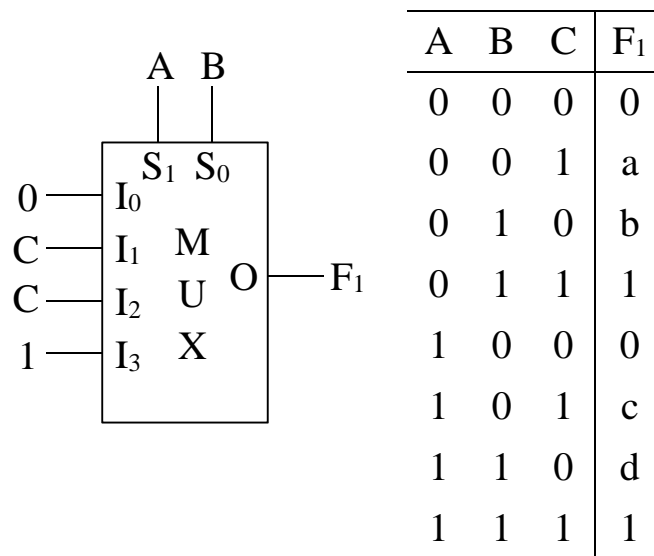 A B
S₁ S₀
0 I₀
C I₁ M
C I₂ U O F₁
1 I₃ X
A B C F₁
0 0 0 0
0 0 1 a
0 1 0 b
0 1 1 1
1 0 0 0
1 0 1 c
1 1 0 d
1 1 1 1